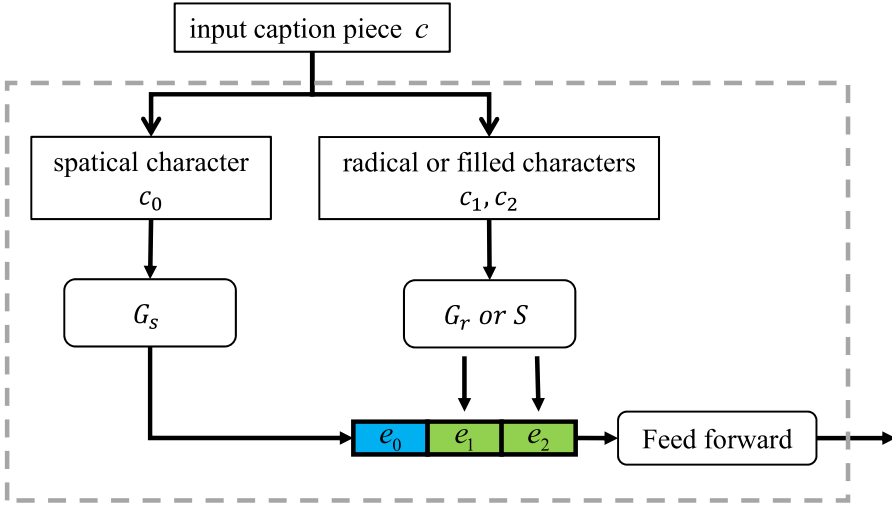 input caption piece c
spatical character
c₀
radical or filled characters
c₁, c₂
Gₛ
Gᵣ or S
e₀ e₁ e₂
Feed forward